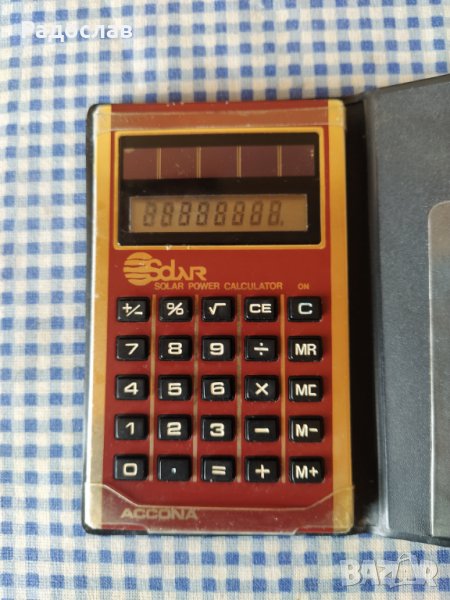 Радослав
88888888.
Solar
SOLAR POWER CALCULATOR ON
+/− % √ CE C
7 8 9 ÷ MR
4 5 6 X MC
1 2 3 − M−
0 . = + M+
ACCONA
BAZAR